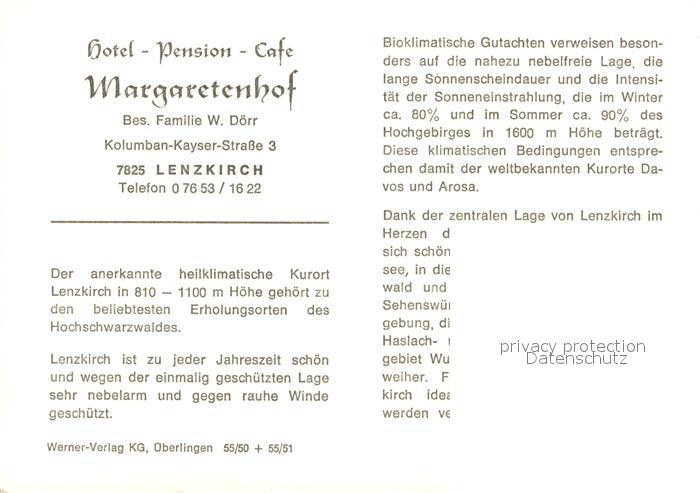 Hotel - Pension - Cafe
Margaretenhof
Bes. Familie W. Dörr
Kolumban-Kayser-Straße 3
7825 LENZKIRCH
Telefon 0 76 53 / 16 22
Der anerkannte heilklimatische Kurort
Lenzkirch in 810 — 1100 m Höhe gehört zu
den beliebtesten Erholungsorten des
Hochschwarzwaldes.
Lenzkirch ist zu jeder Jahreszeit schön
und wegen der einmalig geschützten Lage
sehr nebelarm und gegen rauhe Winde
geschützt.
Werner-Verlag KG, Überlingen 55/50 + 55/51
Bioklimatische Gutachten verweisen beson-
ders auf die nahezu nebelfreie Lage, die
lange Sonnenscheindauer und die Intensi-
tät der Sonneneinstrahlung, die im Winter
ca. 80% und im Sommer ca. 90% des
Hochgebirges in 1600 m Höhe beträgt.
Diese klimatischen Bedingungen entspre-
chen damit der weltbekannten Kurorte Da-
vos und Arosa.
Dank der zentralen Lage von Lenzkirch im
Herzen d
sich schön
see, in die
wald und
Sehenswü
gebung, di
Haslach-
gebiet Wu
weiher. F
kirch idea
werden ve
privacy protection
Datenschutz